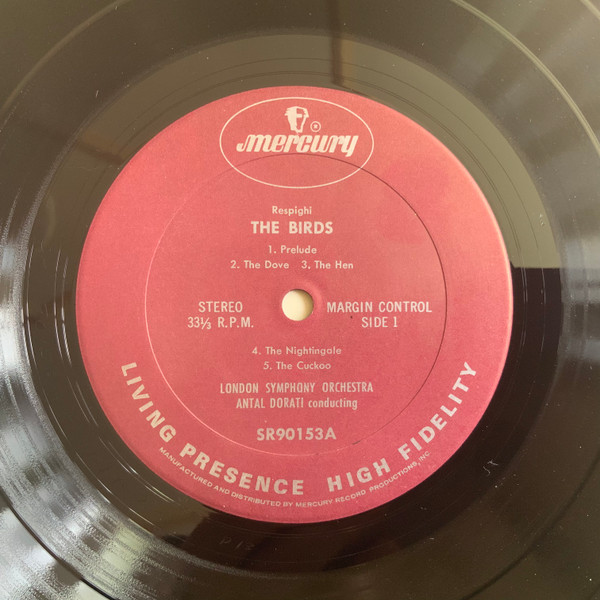 ®
mercury
Respighi
THE BIRDS
1. Prelude
2. The Dove 3. The Hen
STEREO
33⅓ R.P.M.
MARGIN CONTROL
SIDE 1
4. The Nightingale
5. The Cuckoo
LONDON SYMPHONY ORCHESTRA
ANTAL DORATI conducting
SR90153A
LIVING PRESENCE HIGH FIDELITY
MANUFACTURED AND DISTRIBUTED BY MERCURY RECORD PRODUCTIONS, INC